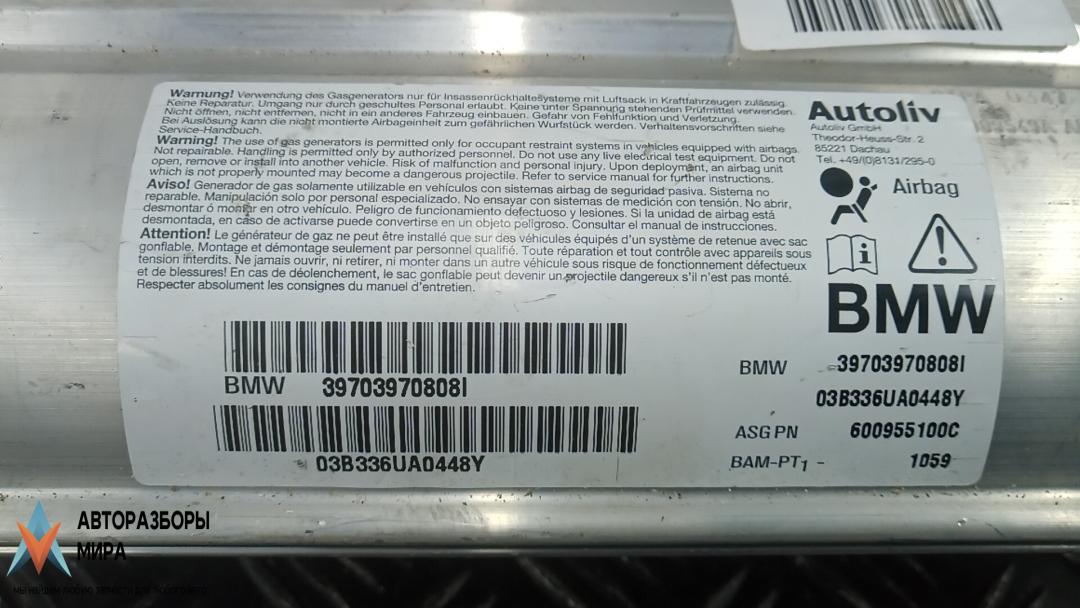 Warnung! Verwendung des Gasgenerators nur für Insassenrückhaltesysteme mit Luftsack in Kraftfahrzeugen zulässig.
Keine Reparatur. Umgang nur durch geschultes Personal erlaubt. Keine unter Spannung stehenden Prüfmittel verwenden.
Nicht öffnen, nicht entfernen, nicht in ein anderes Fahrzeug einbauen. Gefahr von Fehlfunktion und Verletzung.
Bei Auslösung kann die nicht montierte Airbageinheit zum gefährlichen Wurfstück werden. Verhaltensvorschriften siehe
Service-Handbuch.
Warning! The use of gas generators is permitted only for occupant restraint systems in vehicles equipped with airbags.
Not repairable. Handling is permitted only by authorized personnel. Do not use any live electrical test equipment. Do not
open, remove or install into another vehicle. Risk of malfunction and personal injury. Upon deployment, an airbag unit
which is not properly mounted may become a dangerous projectile. Refer to service manual for further instructions.
Aviso! Generador de gas solamente utilizable en vehículos con sistemas airbag de seguridad pasiva. Sistema no
reparable. Manipulación solo por personal especializado. No ensayar con sistemas de medición con tensión. No abrir,
desmontar ó montar en otro vehículo. Peligro de funcionamiento defectuoso y lesiones. Si la unidad de airbag está
desmontada, en caso de activarse puede convertirse en un objeto peligroso. Consultar el manual de instrucciones.
Attention! Le générateur de gaz ne peut être installé que sur des véhicules équipés d'un système de retenue avec sac
gonflable. Montage et démontage seulement par personnel qualifié. Toute réparation et tout contrôle avec appareils sous
tension interdits. Ne jamais ouvrir, ni retirer, ni monter dans un autre véhicule sous risque de fonctionnement défectueux
et de blessures! En cas de déclenchement, le sac gonflable peut devenir un projectile dangereux s'il n'est pas monté.
Respecter absolument les consignes du manuel d'entretien.
Autoliv
Autoliv GmbH
Theodor-Heuss-Str. 2
85221 Dachau
Tel. +49/(0)8131/295-0
Airbag
BMW
BMW 39703970808I
03B336UA0448Y
BMW 39703970808I
03B336UA0448Y
ASG PN 600955100C
BAM-PT1 - 1059
АВТОРАЗБОРЫ
МИРА
мы найдем любую запчасть для любого авто